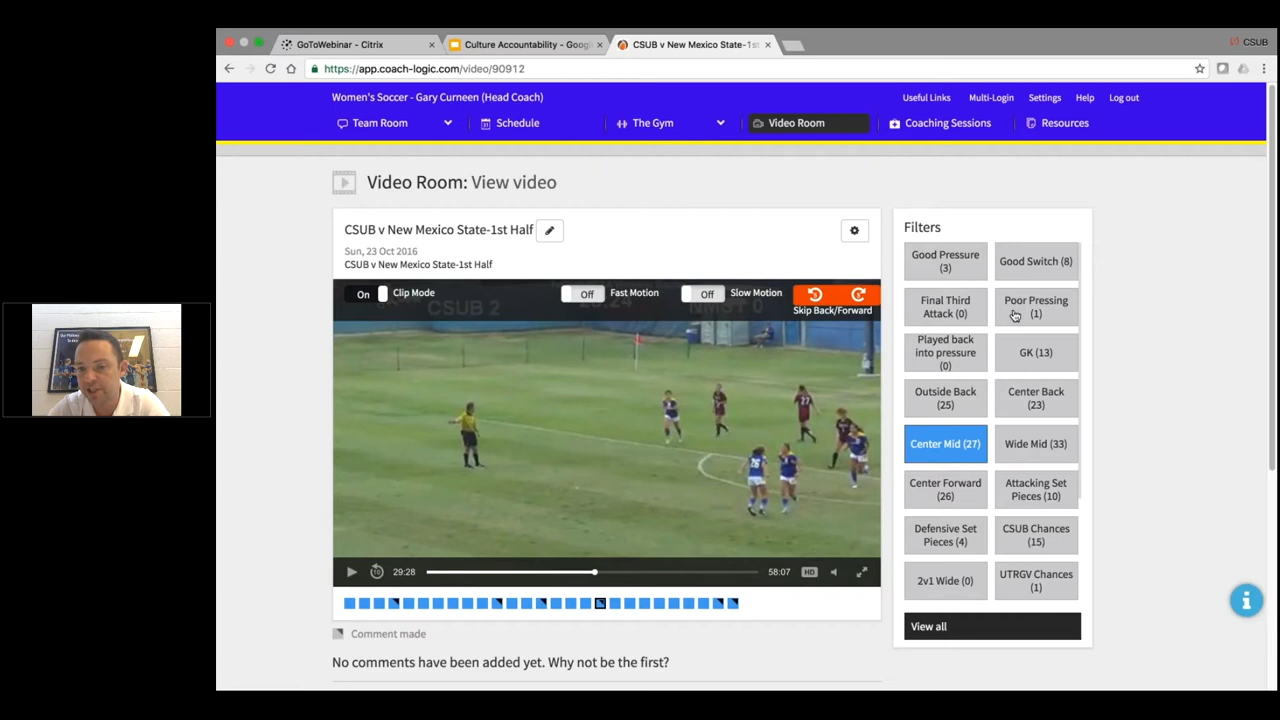 GoToWebinar - Citrix
Culture Accountability - Goog
CSUB v New Mexico State-1st
CSUB
https://app.coach-logic.com/video/90912
Women's Soccer - Gary Curneen (Head Coach)
Useful Links
Multi-Login
Settings
Help
Log out
Team Room
Schedule
The Gym
Video Room
Coaching Sessions
Resources
Video Room: View video
CSUB v New Mexico State-1st Half
Sun, 23 Oct 2016
CSUB v New Mexico State-1st Half
On
Clip Mode
Off
Fast Motion
Off
Slow Motion
Skip Back/Forward
CSUB 2
NMST 0
29:28
58:07
HD
Comment made
No comments have been added yet. Why not be the first?
Filters
Good Pressure
(3)
Good Switch (8)
Final Third
Attack (0)
Poor Pressing
(1)
Played back
into pressure
(0)
GK (13)
Outside Back
(25)
Center Back
(23)
Center Mid (27)
Wide Mid (33)
Center Forward
(26)
Attacking Set
Pieces (10)
Defensive Set
Pieces (4)
CSUB Chances
(15)
2v1 Wide (0)
UTRGV Chances
(1)
View all